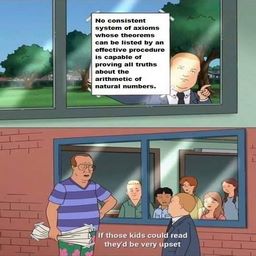 No consistent
system of axioms
whose theorems
can be listed by an
effective procedure
is capable of
proving all truths
about the
arithmetic of
natural numbers.
If those kids could read
they'd be very upset